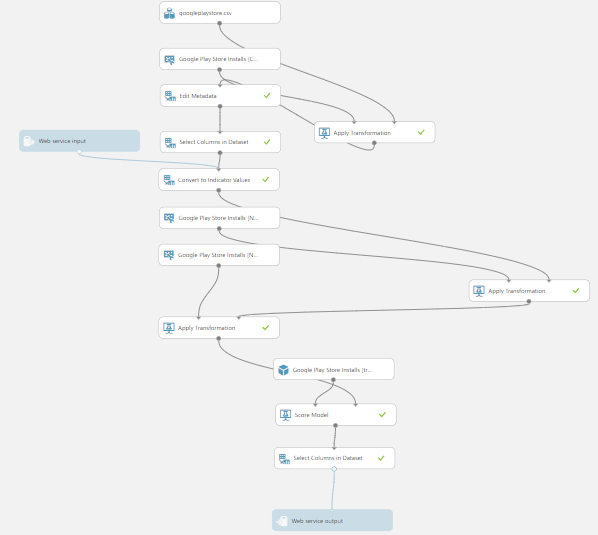 googleplaystore.csv
Google Play Store Installs [C...
Edit Metadata
Apply Transformation
Web service input
Select Columns in Dataset
Convert to Indicator Values
Google Play Store Installs [N...
Google Play Store Installs [N...
Apply Transformation
Apply Transformation
Google Play Store Installs [tr...
Score Model
Select Columns in Dataset
Web service output